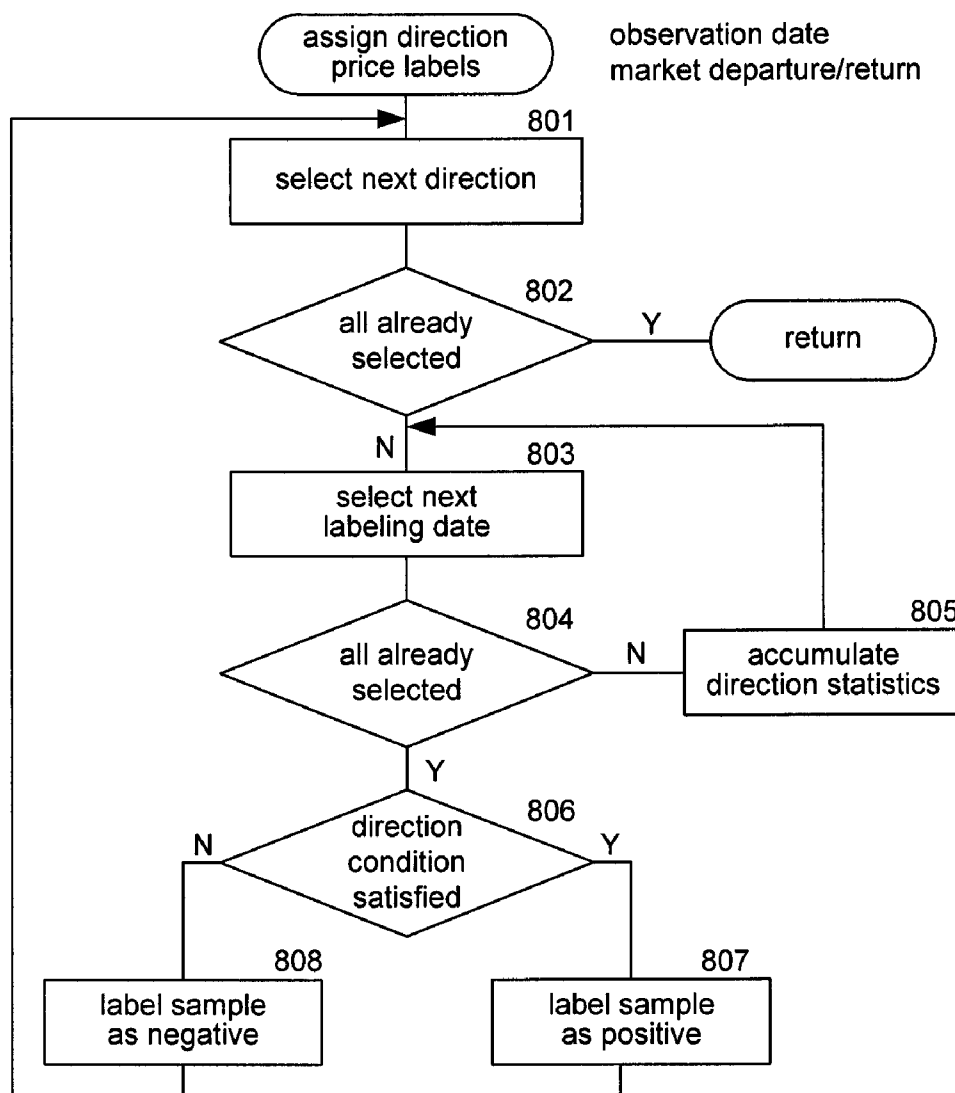 assign direction
price labels
observation date
market departure/return
801
select next direction
802
all already
selected
Y
return
N
803
select next
labeling date
804
all already
selected
N
805
accumulate
direction statistics
Y
806
direction
condition
satisfied
N
Y
808
label sample
as negative
807
label sample
as positive